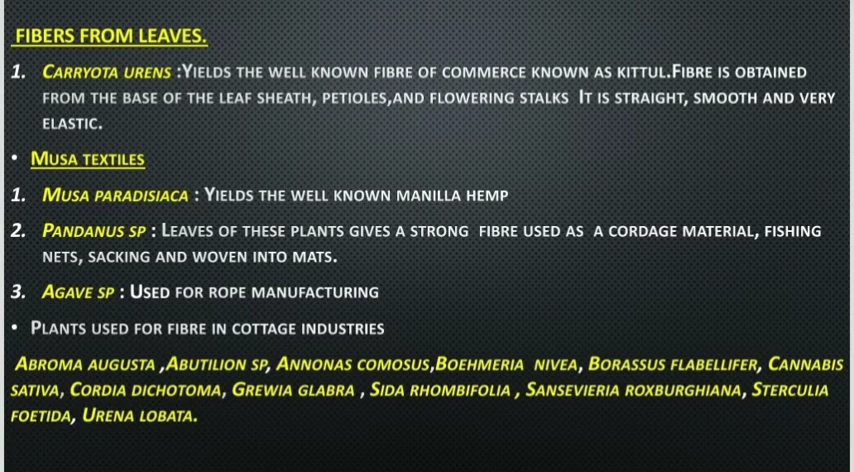 FIBERS FROM LEAVES.
1. CARRYOTA URENS :YIELDS THE WELL KNOWN FIBRE OF COMMERCE KNOWN AS KITTUL.FIBRE IS OBTAINED
FROM THE BASE OF THE LEAF SHEATH, PETIOLES,AND FLOWERING STALKS IT IS STRAIGHT, SMOOTH AND VERY
ELASTIC.
• MUSA TEXTILES
1. MUSA PARADISIACA : YIELDS THE WELL KNOWN MANILLA HEMP
2. PANDANUS SP : LEAVES OF THESE PLANTS GIVES A STRONG FIBRE USED AS A CORDAGE MATERIAL, FISHING
NETS, SACKING AND WOVEN INTO MATS.
3. AGAVE SP : USED FOR ROPE MANUFACTURING
• PLANTS USED FOR FIBRE IN COTTAGE INDUSTRIES
ABROMA AUGUSTA ,ABUTILION SP, ANNONAS COMOSUS,BOEHMERIA NIVEA, BORASSUS FLABELLIFER, CANNABIS
SATIVA, CORDIA DICHOTOMA, GREWIA GLABRA , SIDA RHOMBIFOLIA , SANSEVIERIA ROXBURGHIANA, STERCULIA
FOETIDA, URENA LOBATA.